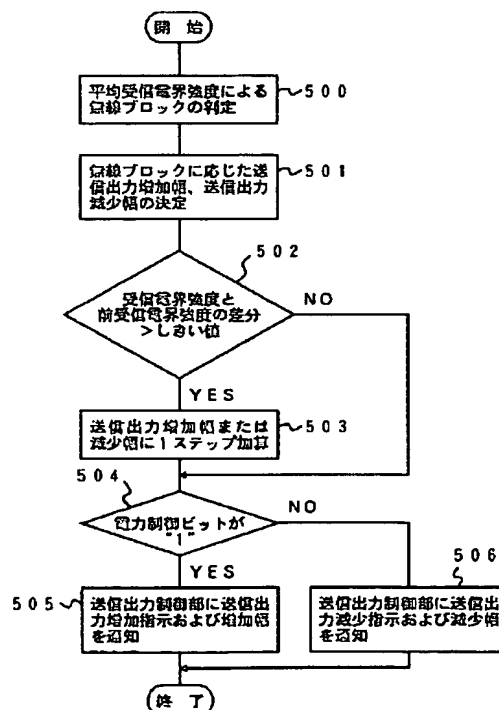 開 始
平均受信電界強度による
無線ブロックの判定
500
無線ブロックに応じた送
信出力増加幅、送信出力
減少幅の決定
501
502
受信電界強度と
前受信電界強度の差分
>しきい値
NO
YES
送信出力増加幅または
減少幅に1ステップ加算
503
504
電力制御ビットが
"1"
NO
YES
505
送信出力制御部に送信出
力増加指示および増加幅
を通知
506
送信出力制御部に送信出
力減少指示および減少幅
を通知
終 了